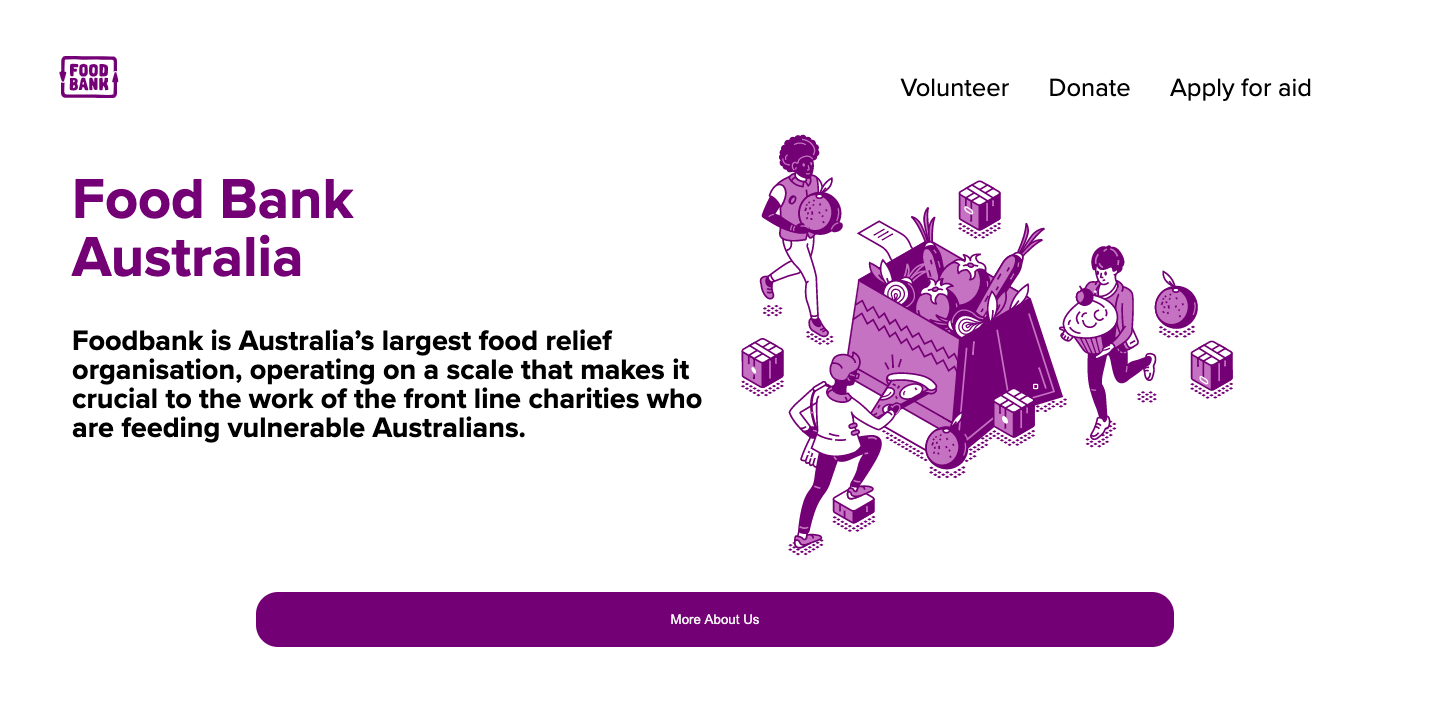 FOOD
BANK
Volunteer Donate Apply for aid
Food Bank
Australia
Foodbank is Australia’s largest food relief
organisation, operating on a scale that makes it
crucial to the work of the front line charities who
are feeding vulnerable Australians.
More About Us